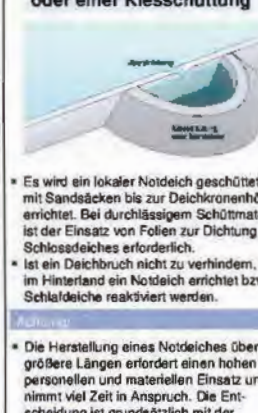 oder einer Kiesschüttung
* Es wird ein lokaler Notdeich geschüttet
mit Sandsäcken bis zur Deichkronenhö
errichtet. Bei durchlässigem Schüttmat
ist der Einsatz von Folien zur Dichtung
Schlossdeiches erforderlich.
* Ist ein Deichbruch nicht zu verhindern,
im Hinterland ein Notdeich errichtet bzw
Schlafdeiche reaktiviert werden.
Achtung
* Die Herstellung eines Notdeiches über
größere Längen erfordert einen hohen
personellen und materiellen Einsatz un
nimmt viel Zeit in Anspruch. Die Ent-
scheidung ist grundsätzlich mit der